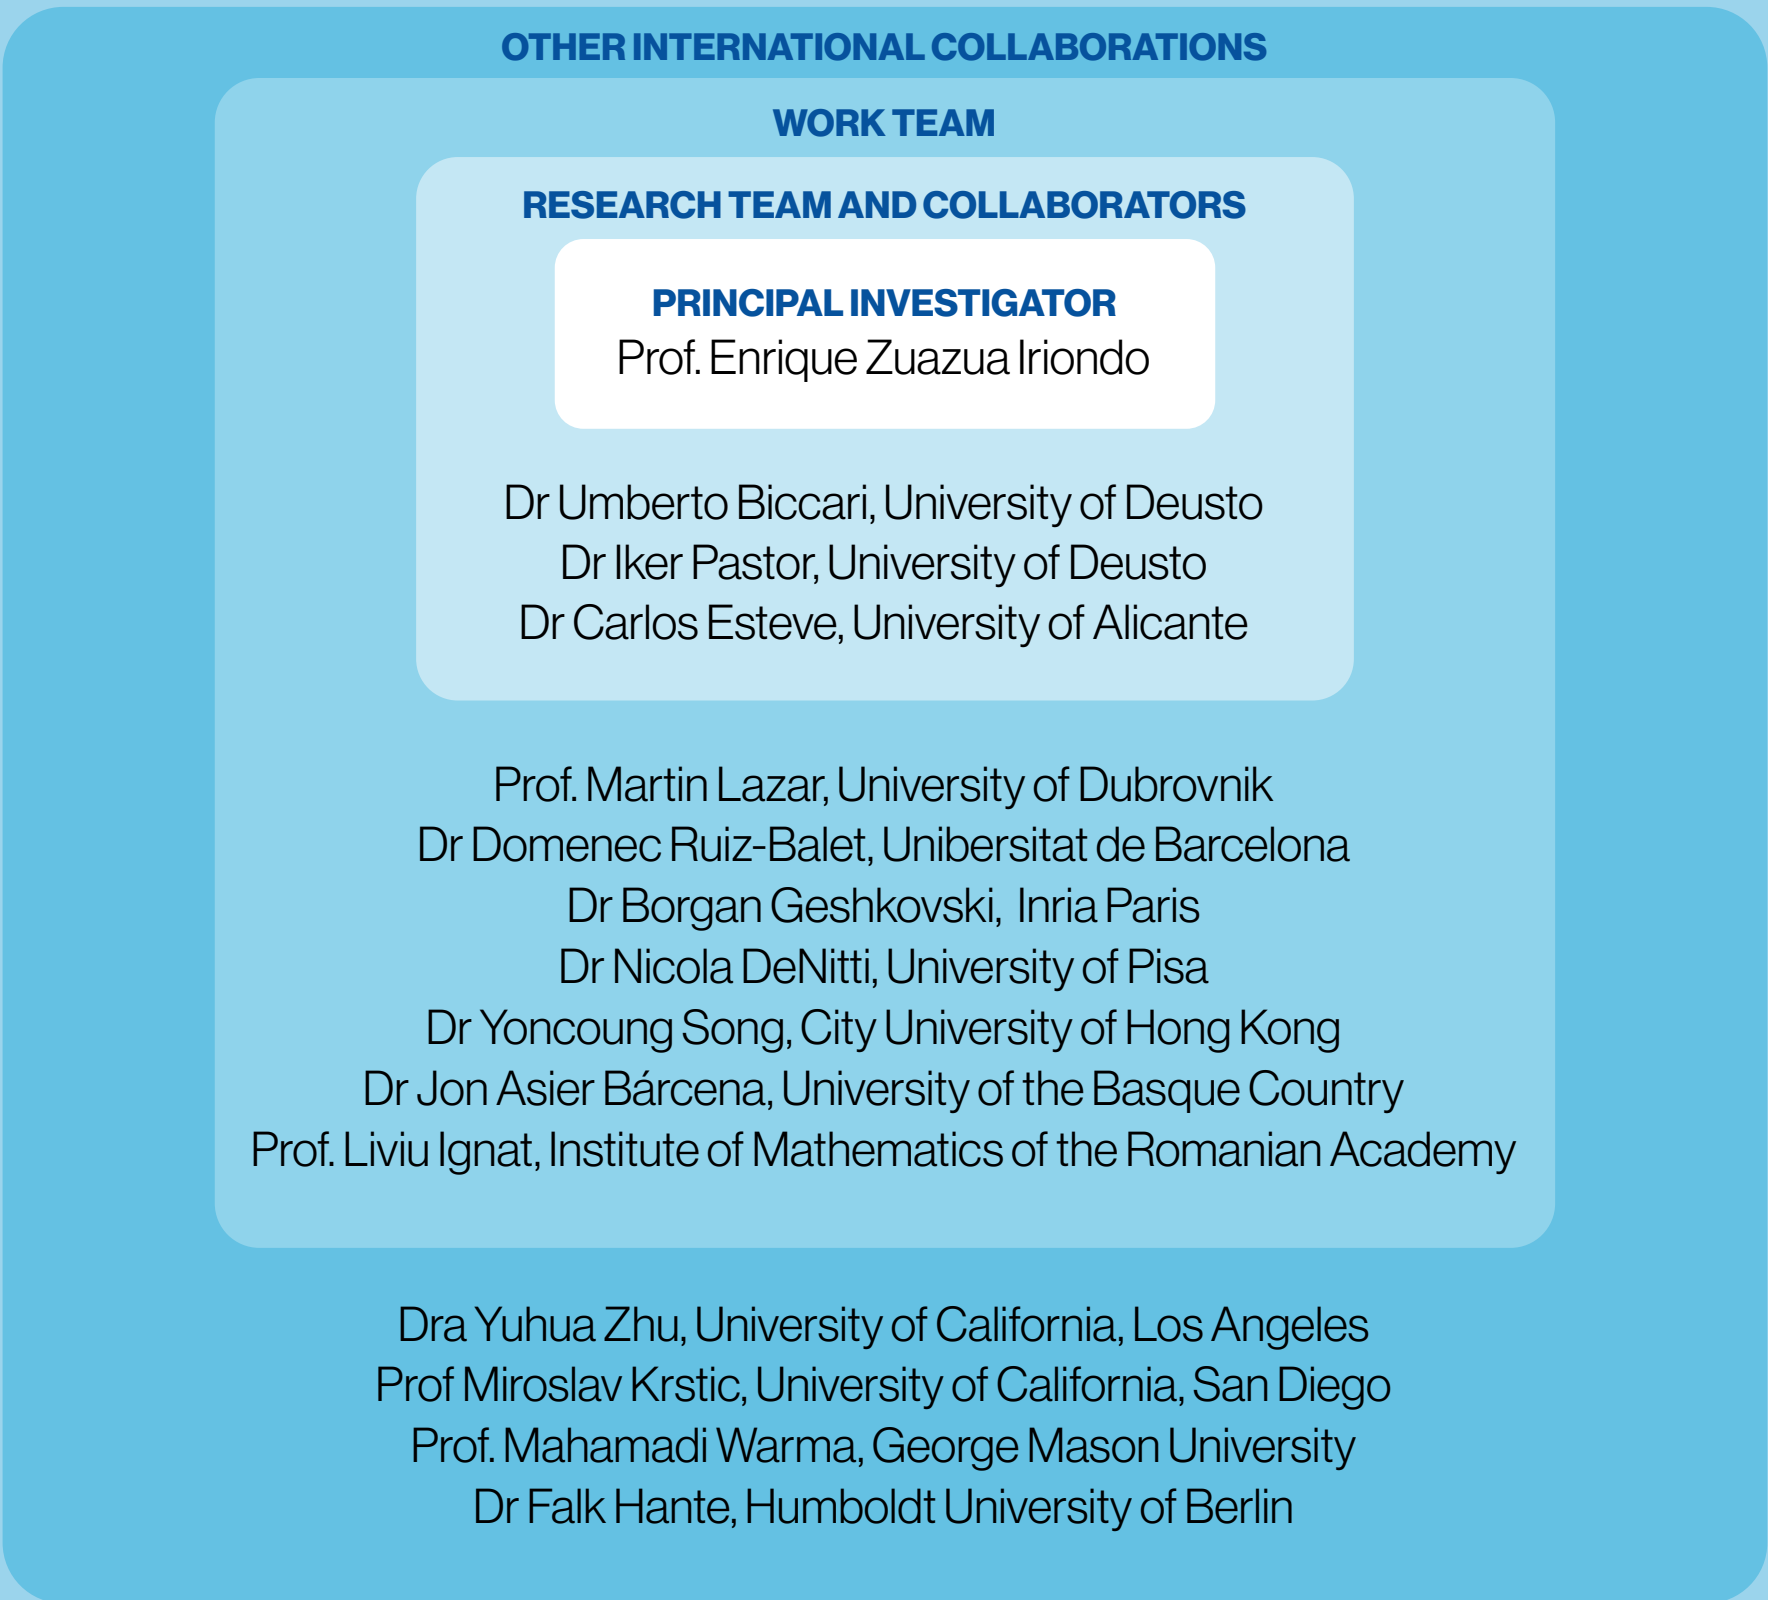 OTHER INTERNATIONAL COLLABORATIONS
WORK TEAM
RESEARCH TEAM AND COLLABORATORS
PRINCIPAL INVESTIGATOR
Prof. Enrique Zuazua Iriondo
Dr Umberto Biccari, University of Deusto
Dr Iker Pastor, University of Deusto
Dr Carlos Esteve, University of Alicante
Prof. Martin Lazar, University of Dubrovnik
Dr Domenec Ruiz-Balet, Unibersitat de Barcelona
Dr Borgan Geshkovski, Inria Paris
Dr Nicola DeNitti, University of Pisa
Dr Yoncoung Song, City University of Hong Kong
Dr Jon Asier Bárcena, University of the Basque Country
Prof. Liviu Ignat, Institute of Mathematics of the Romanian Academy
Dra Yuhua Zhu, University of California, Los Angeles
Prof Miroslav Krstic, University of California, San Diego
Prof. Mahamadi Warma, George Mason University
Dr Falk Hante, Humboldt University of Berlin